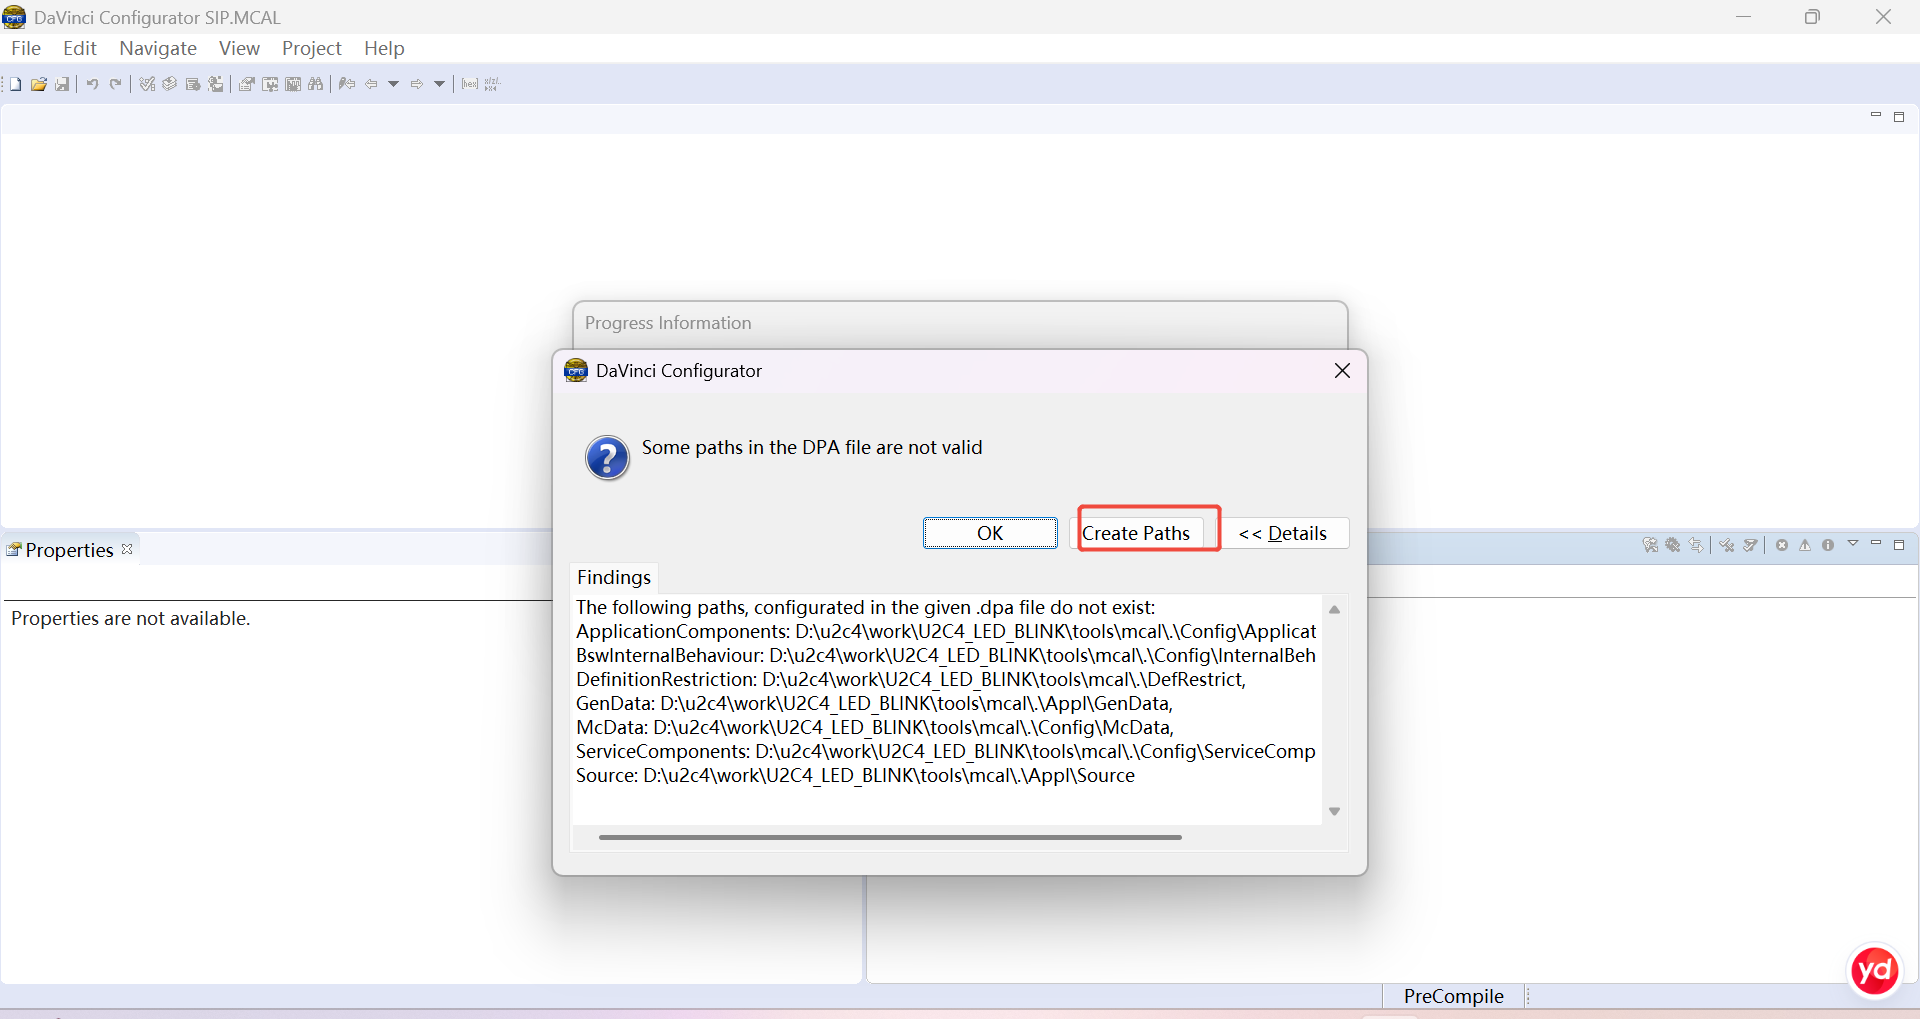 DaVinci Configurator SIP.MCAL
File Edit Navigate View Project Help
Progress Information
DaVinci Configurator
Some paths in the DPA file are not valid
OK Create Paths << Details
Findings
The following paths, configurated in the given .dpa file do not exist:
ApplicationComponents: D:\u2c4\work\U2C4_LED_BLINK\tools\mcal\.\Config\Applicat
BswInternalBehaviour: D:\u2c4\work\U2C4_LED_BLINK\tools\mcal\.\Config\InternalBeh
DefinitionRestriction: D:\u2c4\work\U2C4_LED_BLINK\tools\mcal\.\DefRestrict,
GenData: D:\u2c4\work\U2C4_LED_BLINK\tools\mcal\.\Appl\GenData,
McData: D:\u2c4\work\U2C4_LED_BLINK\tools\mcal\.\Config\McData,
ServiceComponents: D:\u2c4\work\U2C4_LED_BLINK\tools\mcal\.\Config\ServiceComp
Source: D:\u2c4\work\U2C4_LED_BLINK\tools\mcal\.\Appl\Source
Properties
Properties are not available.
yd
PreCompile